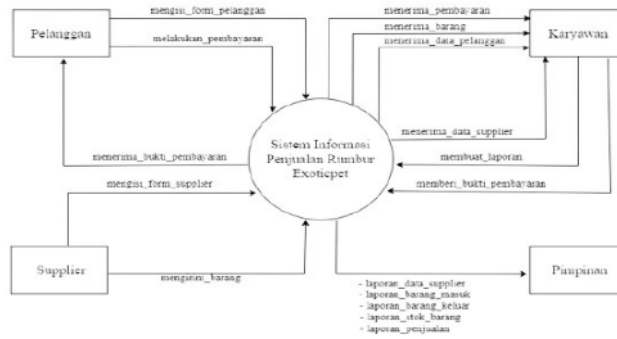 mengisi_form_pelanggan
menerima_pembayaran
Pelanggan
menerima_barang
Karyawan
melakukan_pembayaran
menerima_data_pelanggan
menerima_data_supplier
Sistem Informasi
Penjualan Rumbur
Exoticpet
menerima_bukti_pembayaran
membuat_laporan
mengisi_form_supplier
memberi_bukti_pembayaran
Supplier
mengirim_barang
Pimpinan
- laporan_data_supplier
- laporan_barang_masuk
- laporan_barang_keluar
- laporan_stok_barang
- laporan_penjualan